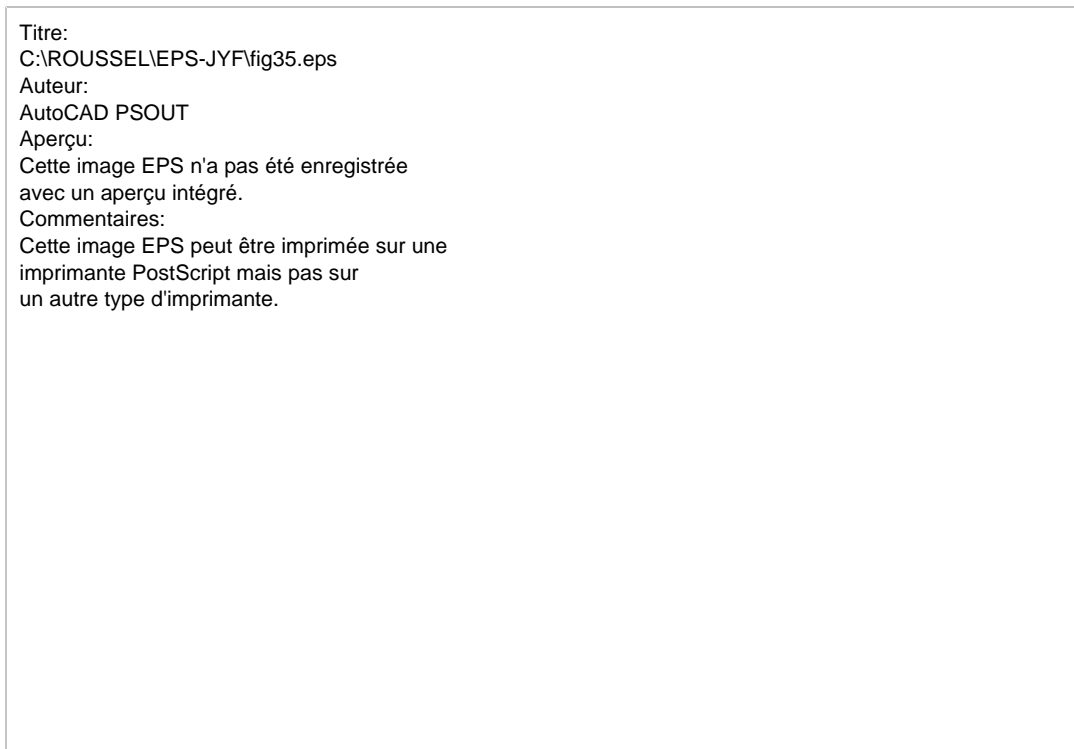 Titre:
C:\ROUSSEL\EPS-JYF\fig35.eps
Auteur:
AutoCAD PSOUT
Aperçu:
Cette image EPS n'a pas été enregistrée
avec un aperçu intégré.
Commentaires:
Cette image EPS peut être imprimée sur une
imprimante PostScript mais pas sur
un autre type d'imprimante.